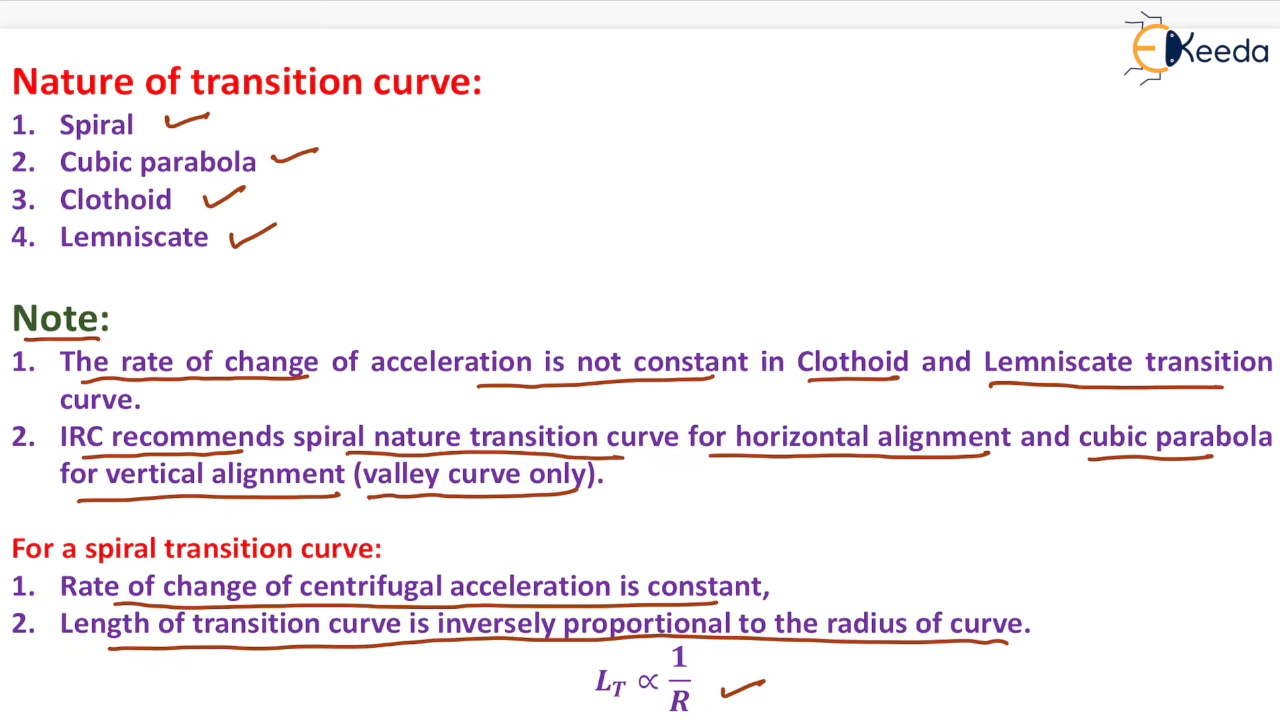 EKeeda
Nature of transition curve:
1. Spiral
2. Cubic parabola
3. Clothoid
4. Lemniscate
Note:
1. The rate of change of acceleration is not constant in Clothoid and Lemniscate transition
curve.
2. IRC recommends spiral nature transition curve for horizontal alignment and cubic parabola
for vertical alignment (valley curve only).
For a spiral transition curve:
1. Rate of change of centrifugal acceleration is constant,
2. Length of transition curve is inversely proportional to the radius of curve.
L_T ∝ 1/R